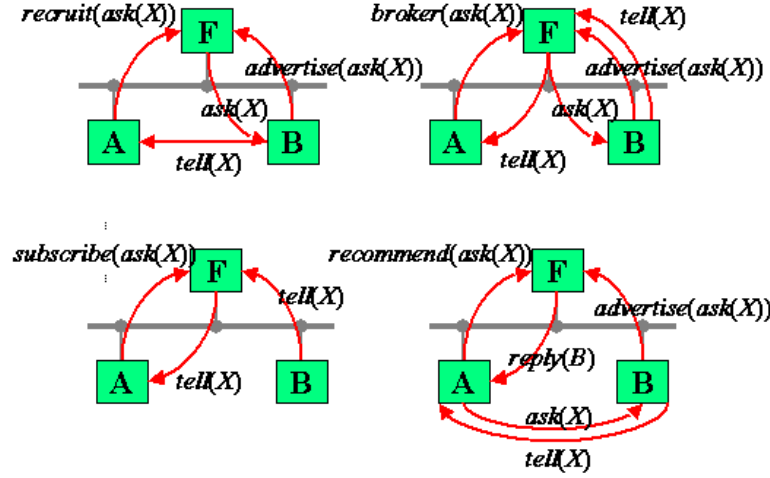 recruit(ask(X))
F
advertise(ask(X))
ask(X)
A
B
tell(X)
broker(ask(X))
F
tell(X)
advertise(ask(X))
ask(X)
A
B
tell(X)
subscribe(ask(X))
F
tell(X)
A
tell(X)
B
recommend(ask(X))
F
advertise(ask(X))
reply(B)
A
B
ask(X)
tell(X)